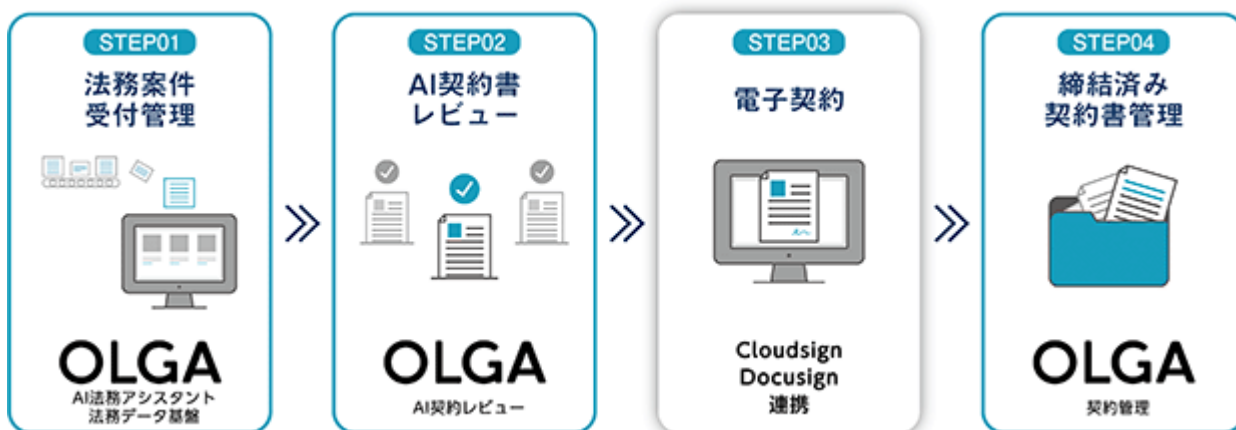 STEP01
法務案件
受付管理
OLGA
AI法務アシスタント
法務データ基盤
STEP02
AI契約書
レビュー
OLGA
AI契約レビュー
STEP03
電子契約
Cloudsign
Docusign
連携
STEP04
締結済み
契約書管理
OLGA
契約管理